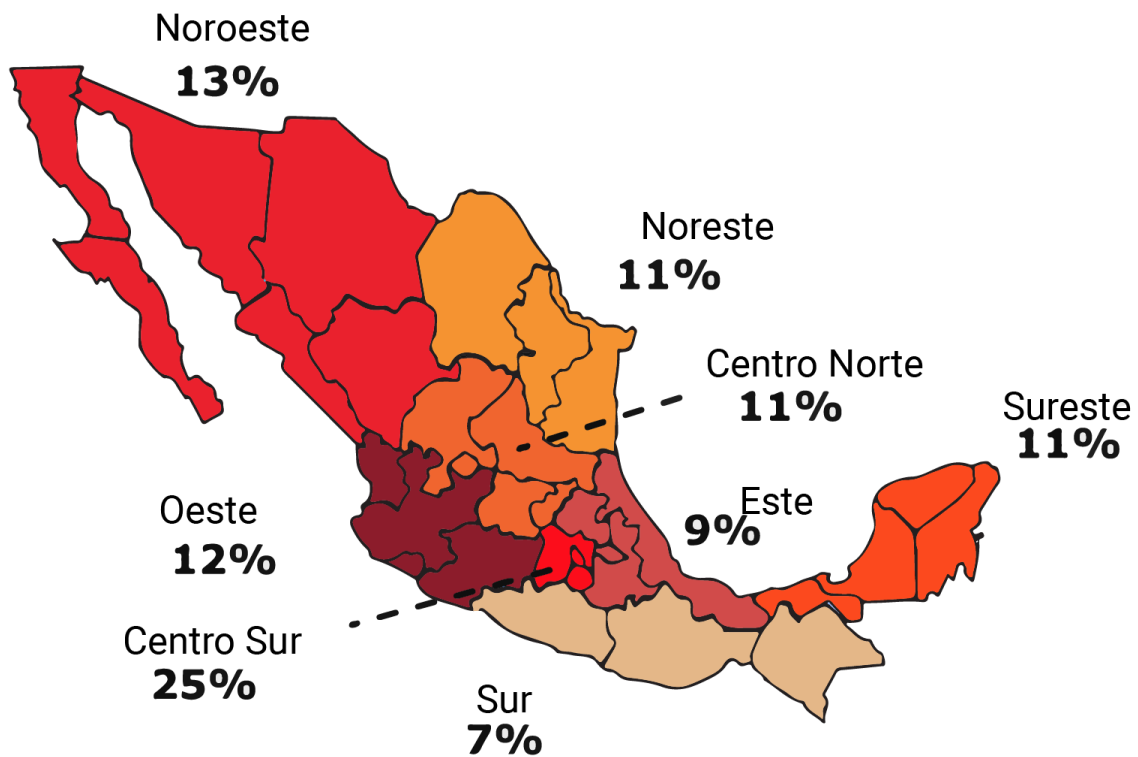 Noroeste
13%
Noreste
11%
Centro Norte
11%
Sureste
11%
Este
9%
Oeste
12%
Centro Sur
25%
Sur
7%